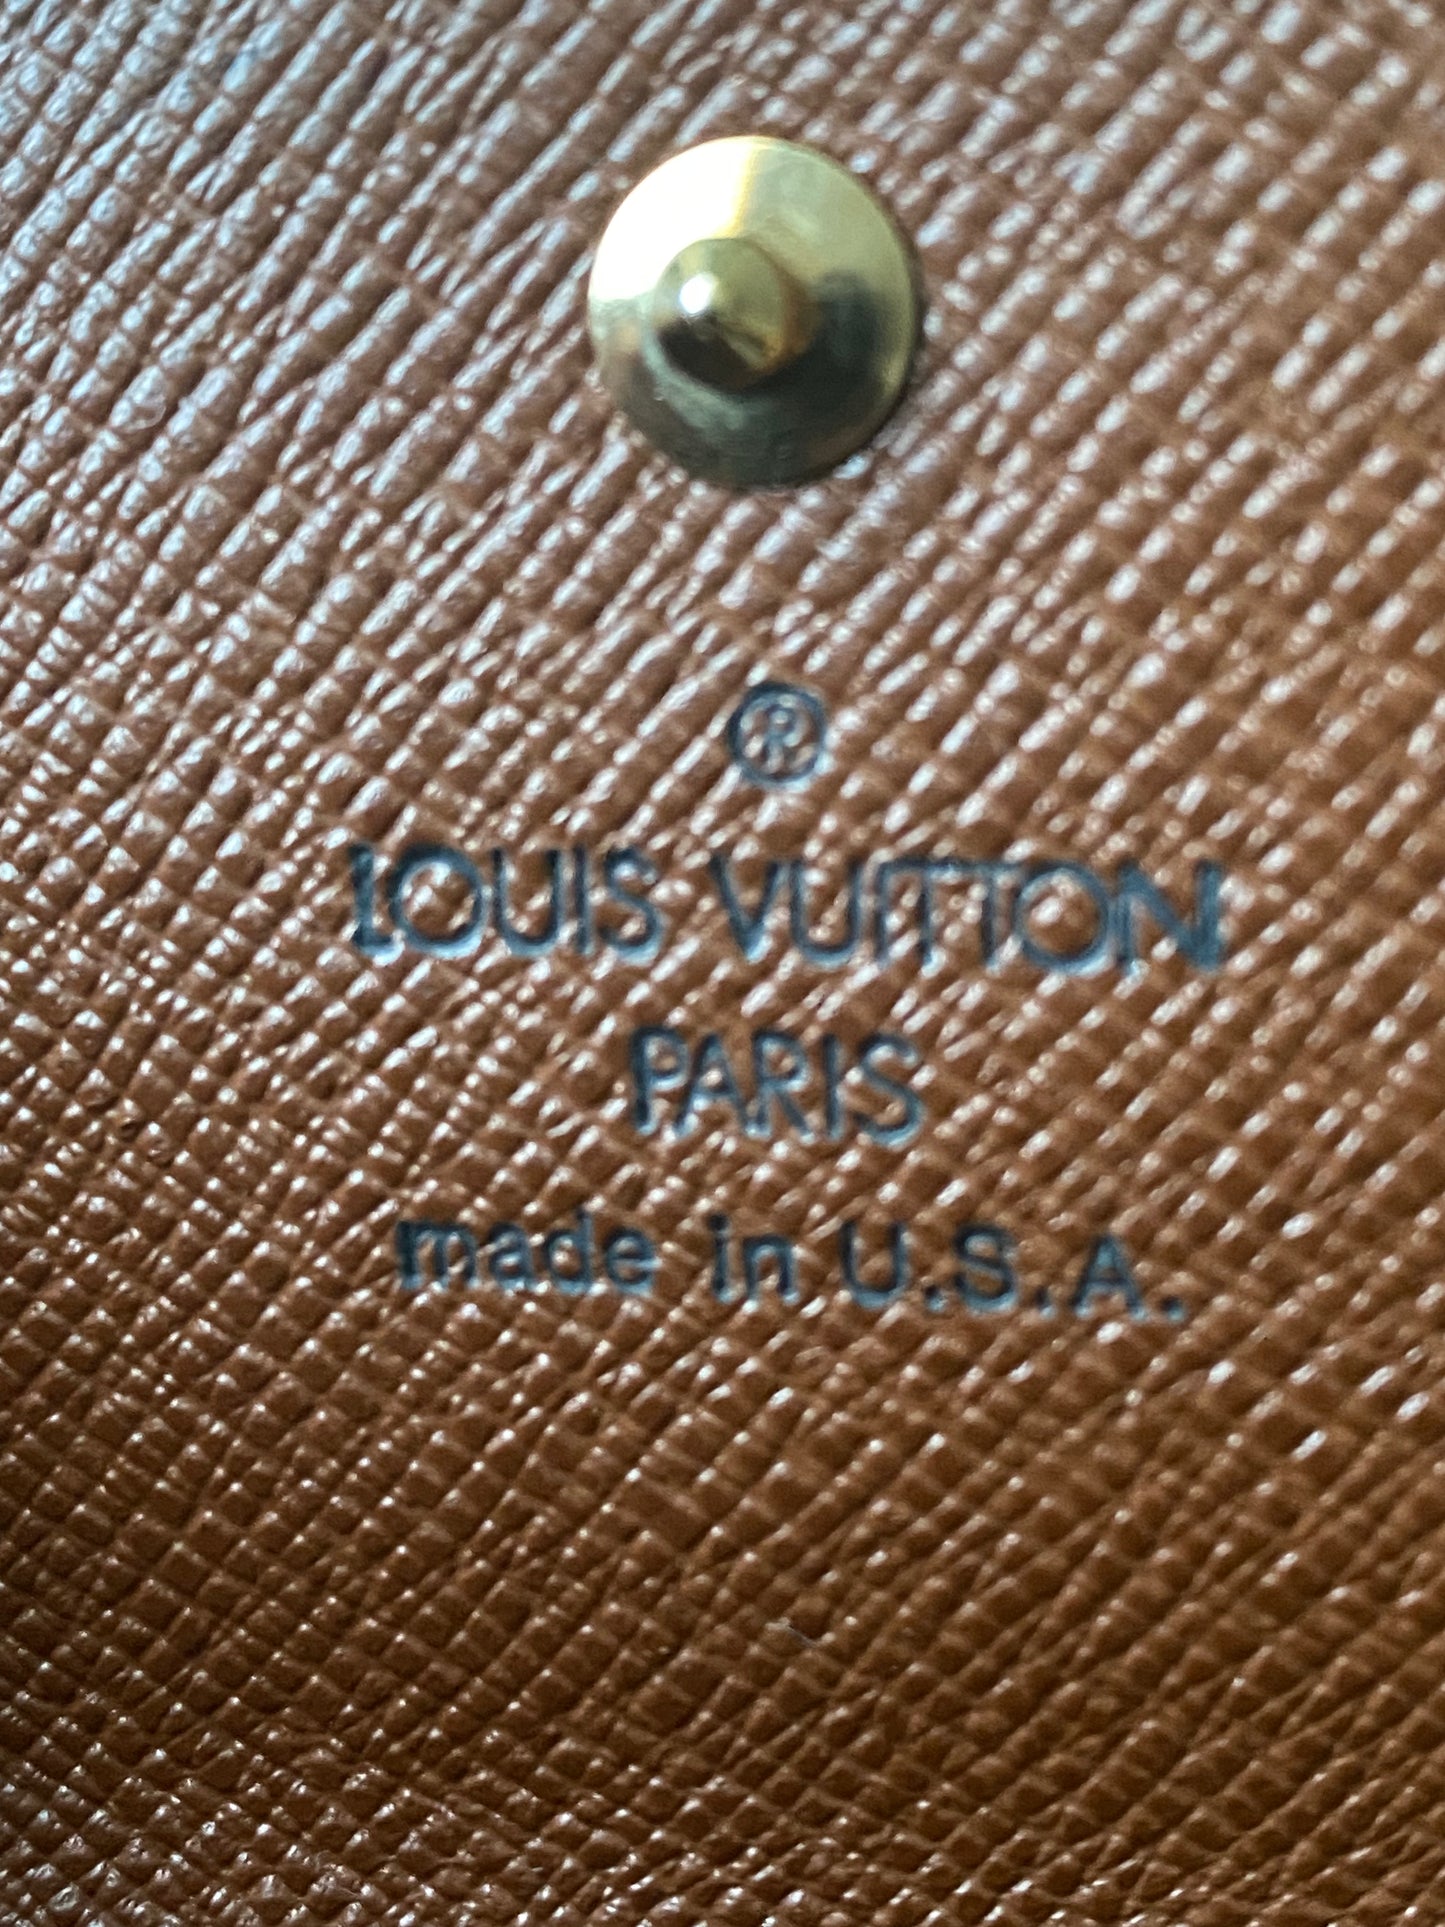 ®
LOUIS VUITTON
PARIS
made in U.S.A.